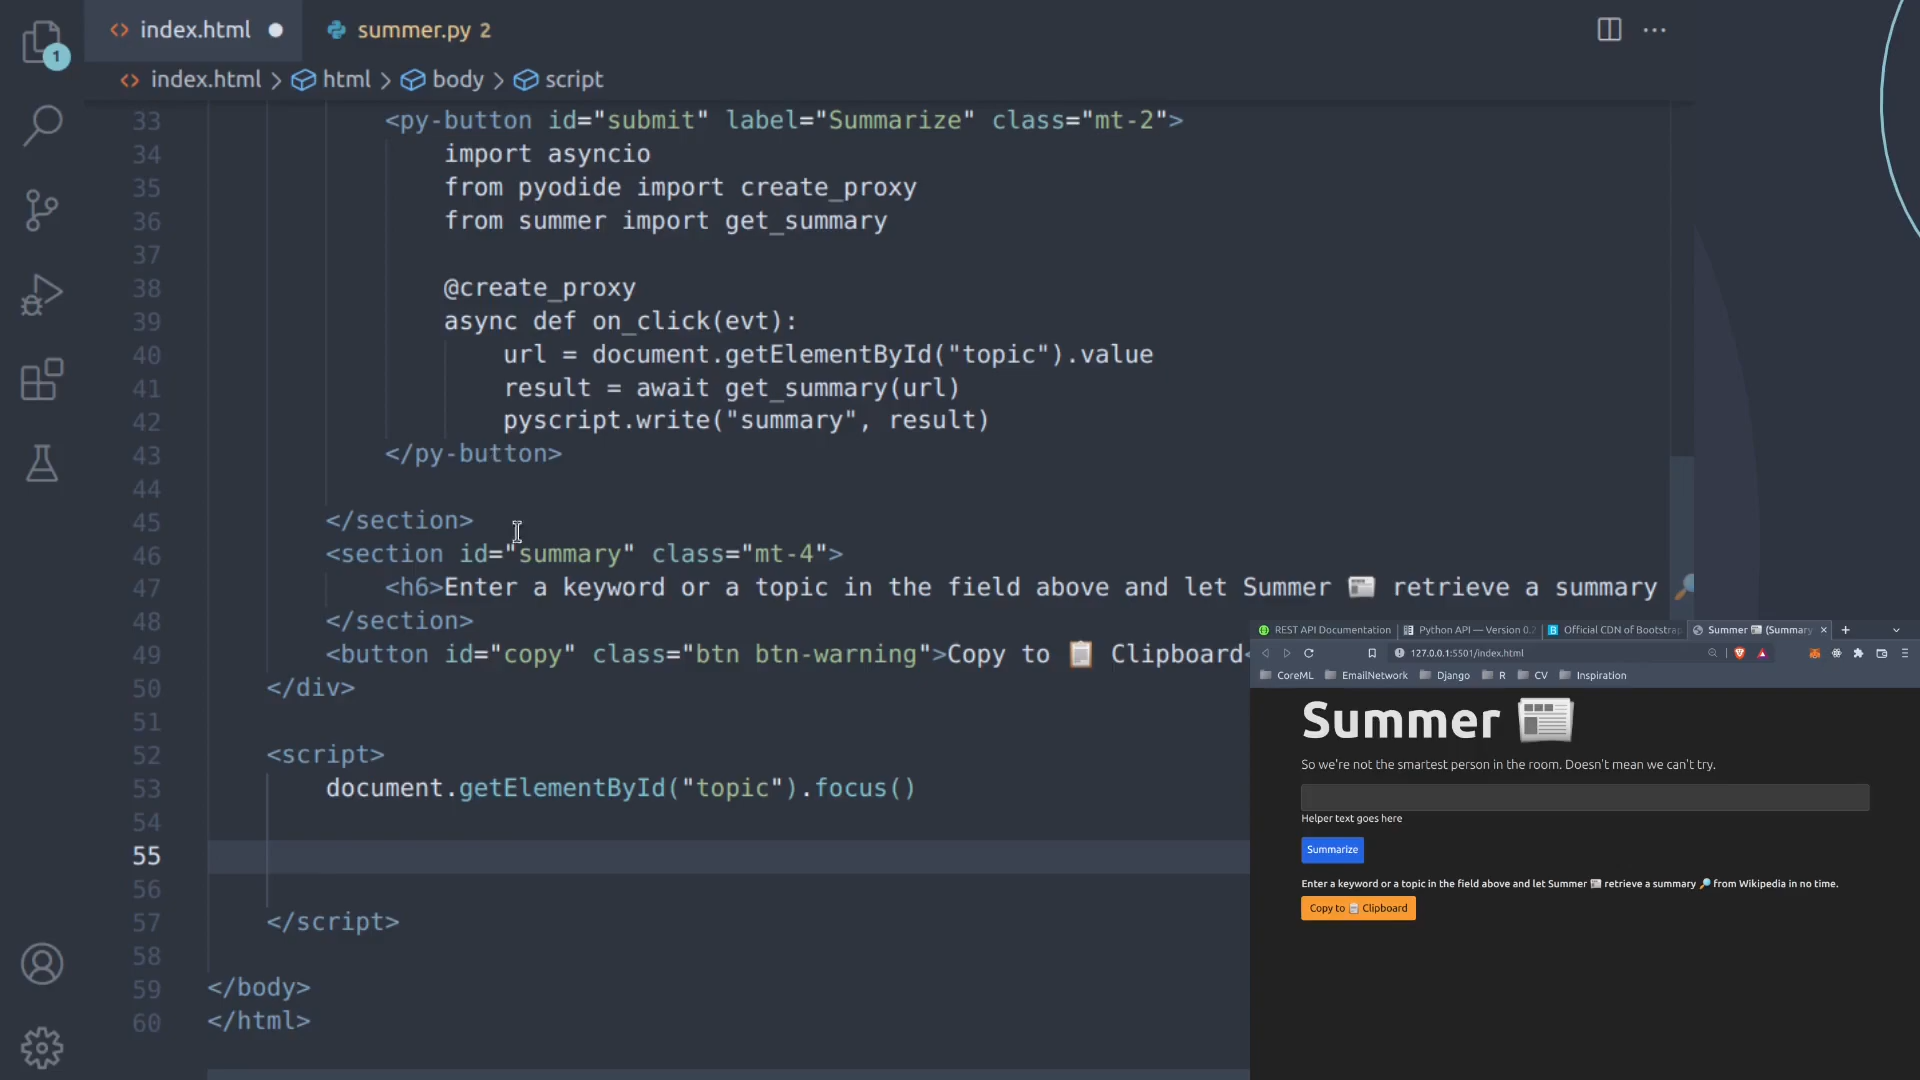 index.html
summer.py 2
1
index.html > html > body > script
33 <py-button id="submit" label="Summarize" class="mt-2">
34 import asyncio
35 from pyodide import create_proxy
36 from summer import get_summary
37
38 @create_proxy
39 async def on_click(evt):
40 url = document.getElementById("topic").value
41 result = await get_summary(url)
42 pyscript.write("summary", result)
43 </py-button>
44
45 </section>
46 <section id="summary" class="mt-4">
47 <h6>Enter a keyword or a topic in the field above and let Summer 📰 retrieve a summary 🔎
48 </section>
49 <button id="copy" class="btn btn-warning">Copy to 📋 Clipboard<
50 </div>
51
52 <script>
53 document.getElementById("topic").focus()
54
55
56
57 </script>
58
59 </body>
60 </html>
REST API Documentation
Python API — Version 0.2
Official CDN of Bootstrap
Summer 📰 (Summary
127.0.0.1:5501/index.html
CoreML EmailNetwork Django R CV Inspiration
Summer 📰
So we're not the smartest person in the room. Doesn't mean we can't try.
Helper text goes here
Summarize
Enter a keyword or a topic in the field above and let Summer 📰 retrieve a summary 🔎 from Wikipedia in no time.
Copy to 📋 Clipboard